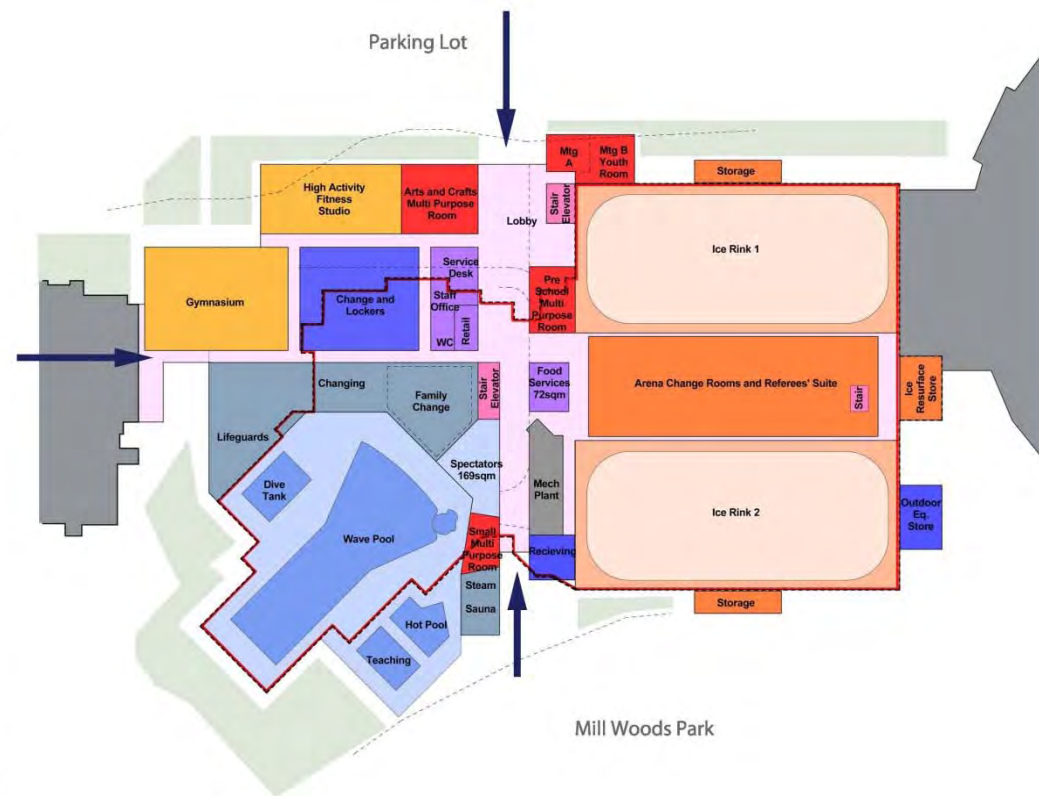 Parking Lot
Mtg
A
Mtg B
Youth
Room
Storage
High Activity
Fitness
Studio
Arts and Crafts
Multi Purpose
Room
Stair
Elevator
Lobby
Ice Rink 1
Service
Desk
Pre
School
Multi
Purpose
Room
Gymnasium
Change and
Lockers
Staff
Office
Retail
WC
Food
Services
72sqm
Arena Change Rooms and Referees' Suite
Stair
Ice
Resurface
Store
Changing
Family
Change
Stair
Elevator
Lifeguards
Spectators
169sqm
Dive
Tank
Mech
Plant
Wave Pool
Ice Rink 2
Outdoor
Eq.
Store
Small
Multi
Purpose
Room
Recieving
Steam
Sauna
Storage
Hot Pool
Teaching
Mill Woods Park